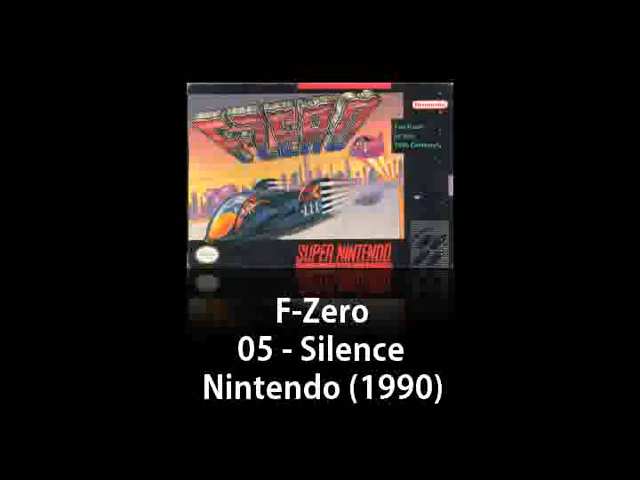 F-ZERO
Nintendo
SUPER NINTENDO
F-Zero
05 - Silence
Nintendo (1990)